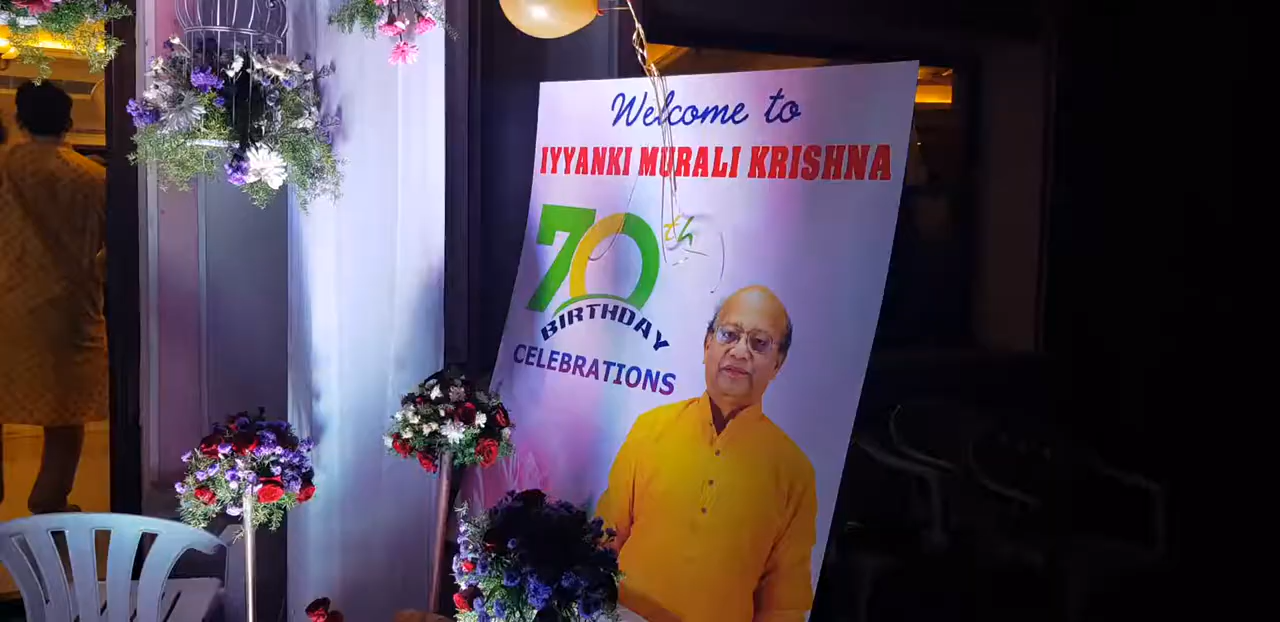 Welcome to
IYYANKI MURALI KRISHNA
70th
BIRTHDAY
CELEBRATIONS